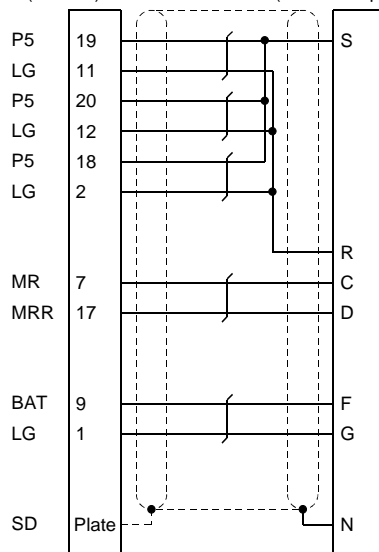 P5 19 S
LG 11
P5 20
LG 12
P5 18
LG 2
R
MR 7 C
MRR 17 D
BAT 9 F
LG 1 G
SD Plate N